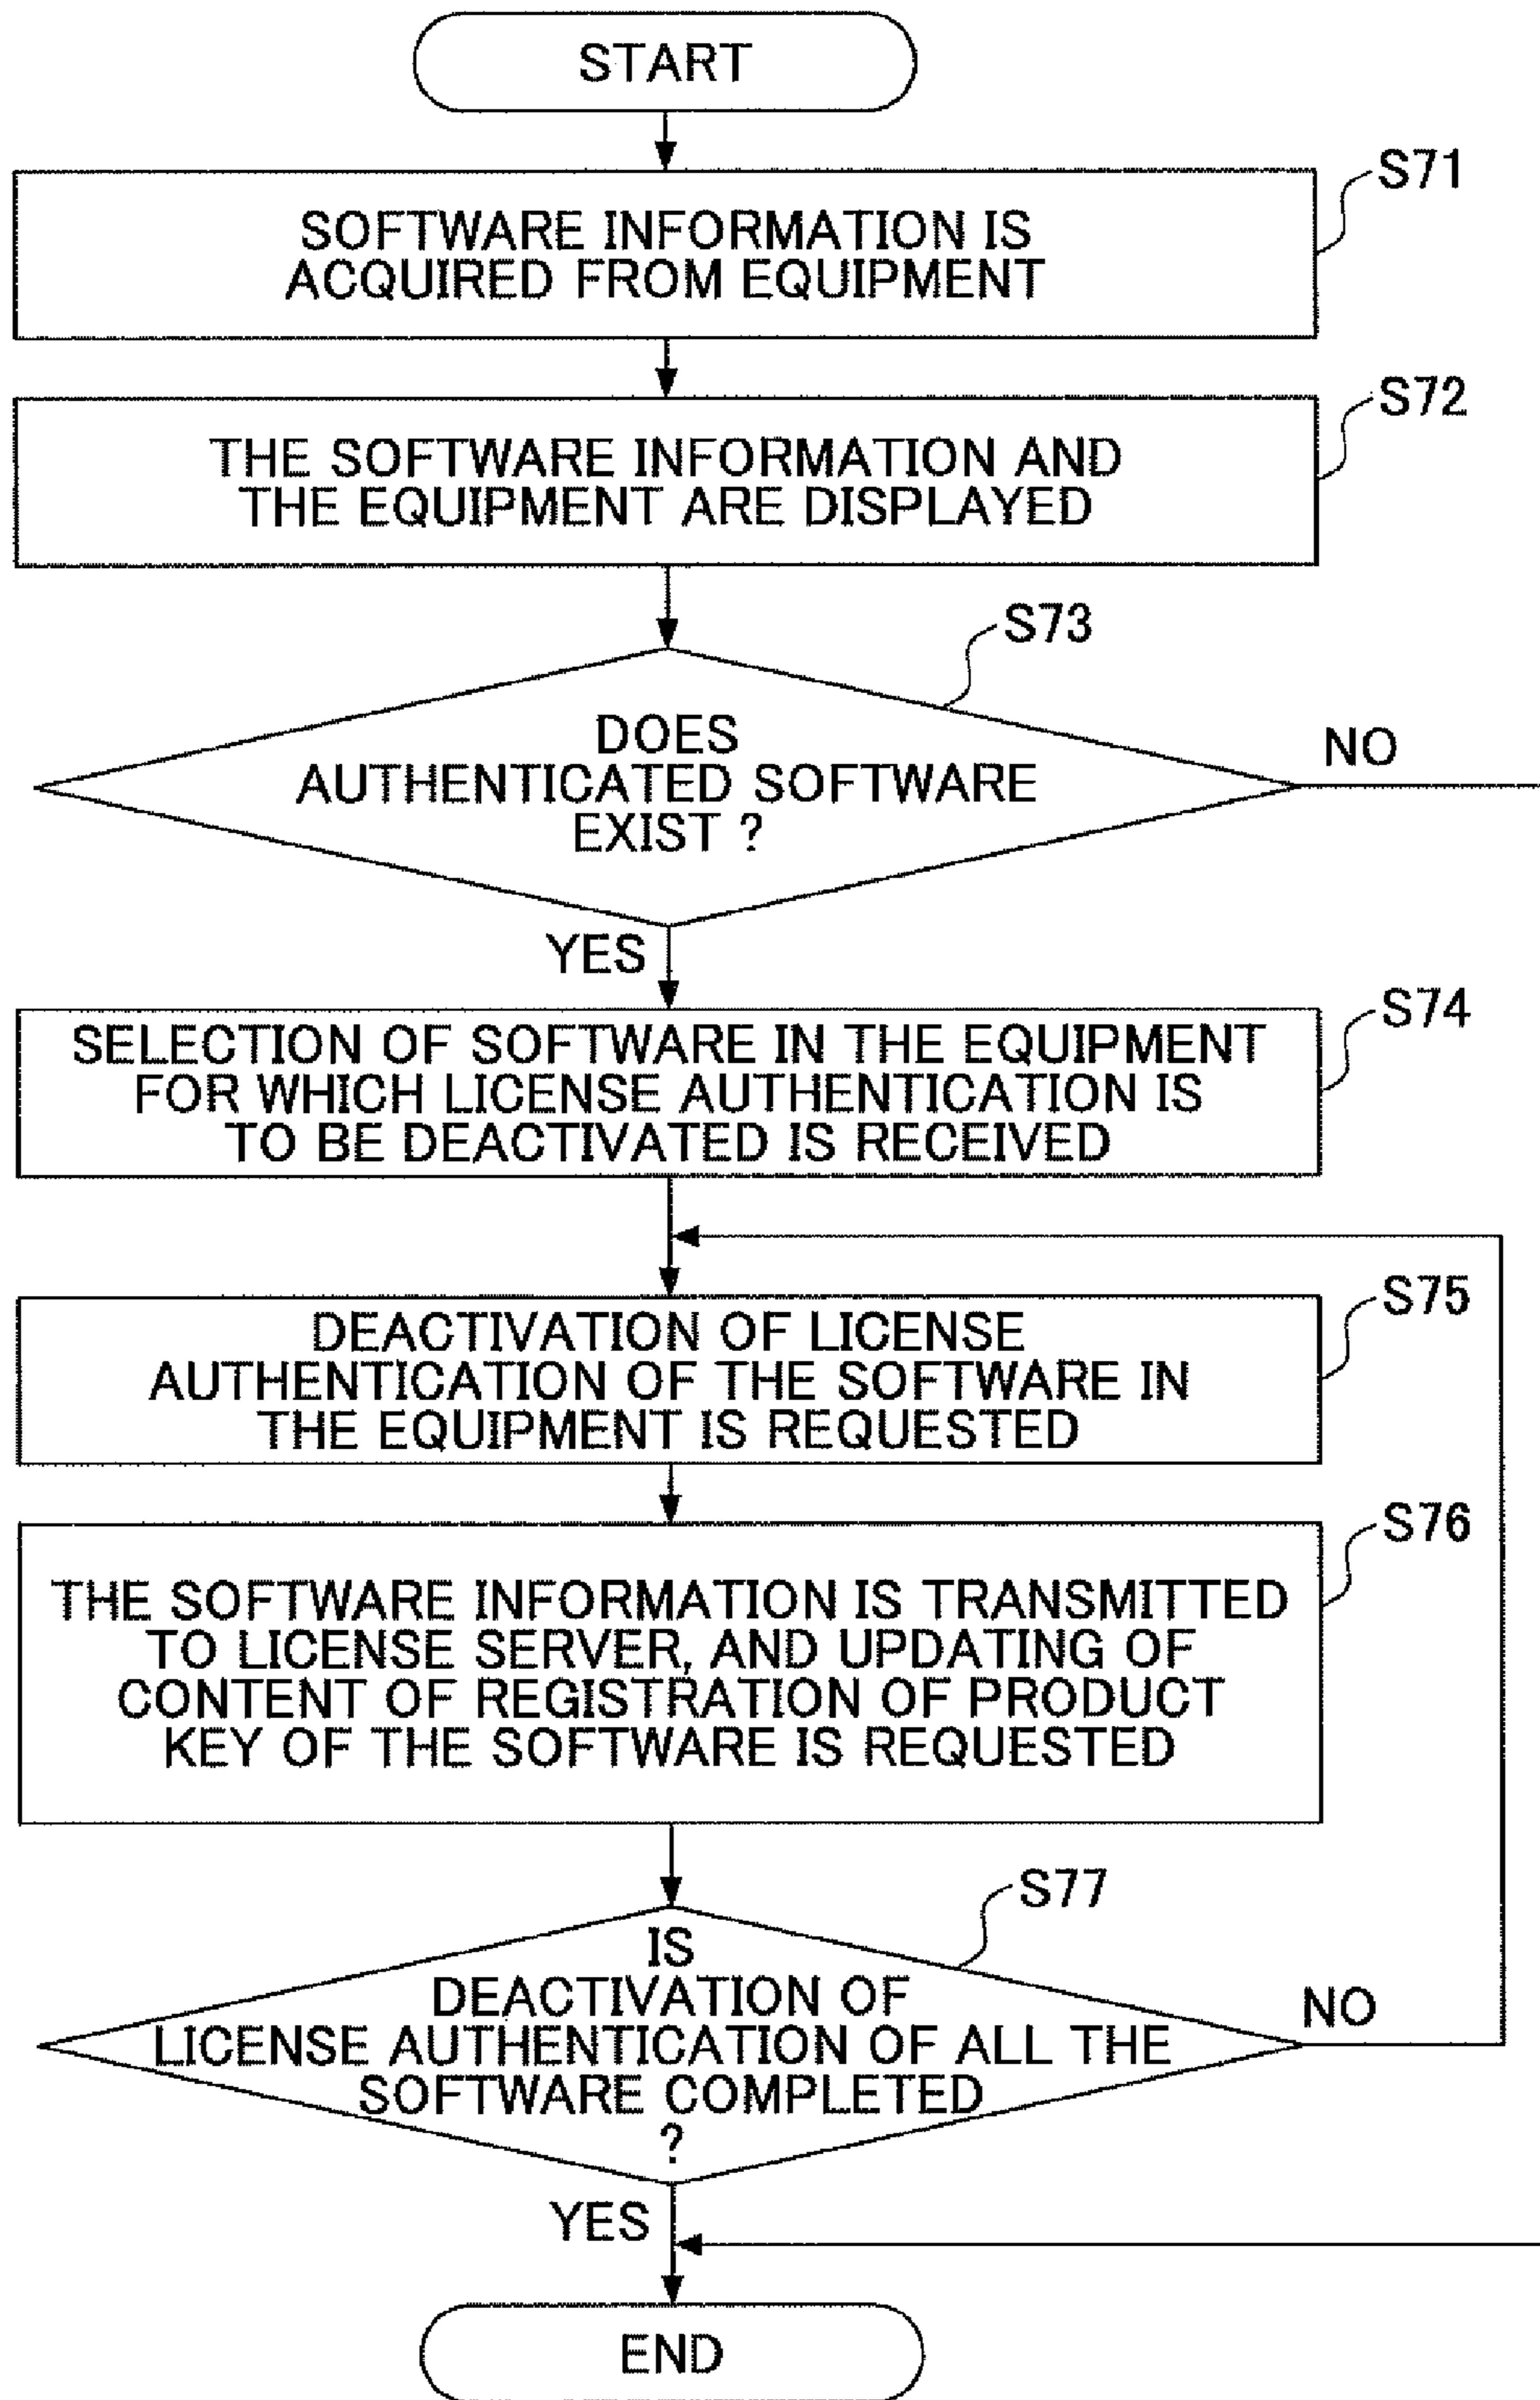 START
S71
SOFTWARE INFORMATION IS
ACQUIRED FROM EQUIPMENT
S72
THE SOFTWARE INFORMATION AND
THE EQUIPMENT ARE DISPLAYED
S73
DOES
AUTHENTICATED SOFTWARE
EXIST ?
NO
YES
S74
SELECTION OF SOFTWARE IN THE EQUIPMENT
FOR WHICH LICENSE AUTHENTICATION IS
TO BE DEACTIVATED IS RECEIVED
S75
DEACTIVATION OF LICENSE
AUTHENTICATION OF THE SOFTWARE IN
THE EQUIPMENT IS REQUESTED
S76
THE SOFTWARE INFORMATION IS TRANSMITTED
TO LICENSE SERVER, AND UPDATING OF
CONTENT OF REGISTRATION OF PRODUCT
KEY OF THE SOFTWARE IS REQUESTED
S77
IS
DEACTIVATION OF
LICENSE AUTHENTICATION OF ALL THE
SOFTWARE COMPLETED
?
NO
YES
END